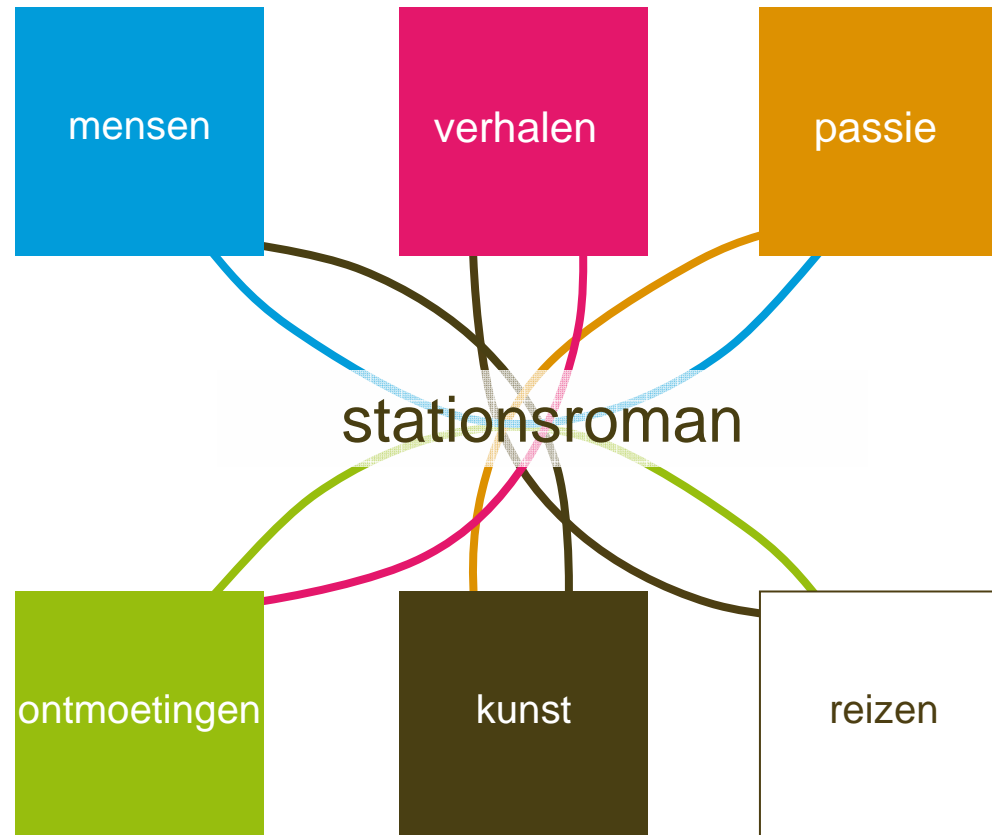 mensen
verhalen
passie
stationsroman
ontmoetingen
kunst
reizen